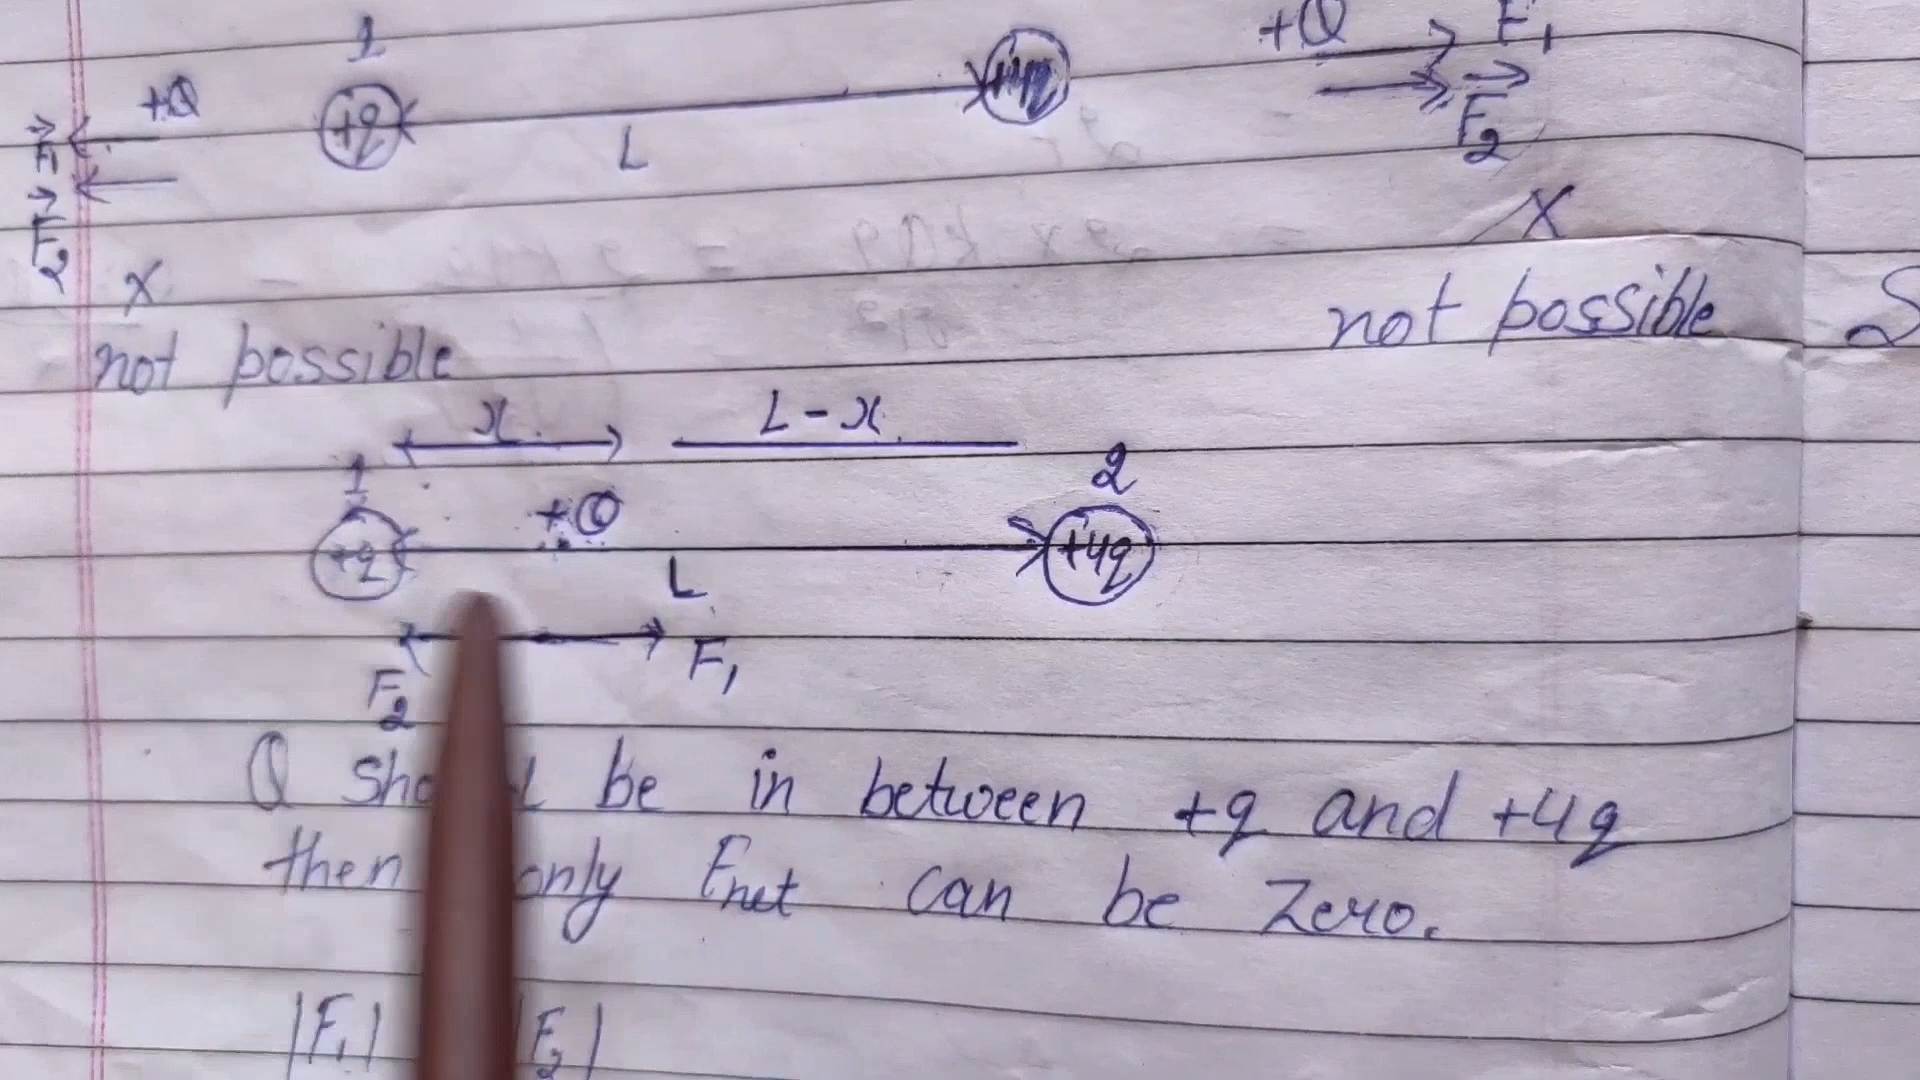 1
+Q F₁
+Q +q
F₁ L F₂
F₂ X
X
not possible
not possible
x L-x
1 2
+Q
+q +4q
L
F₂ F₁
Q be in between +q and +4q
then only Fnet can be zero.
|F₁| |F₂|